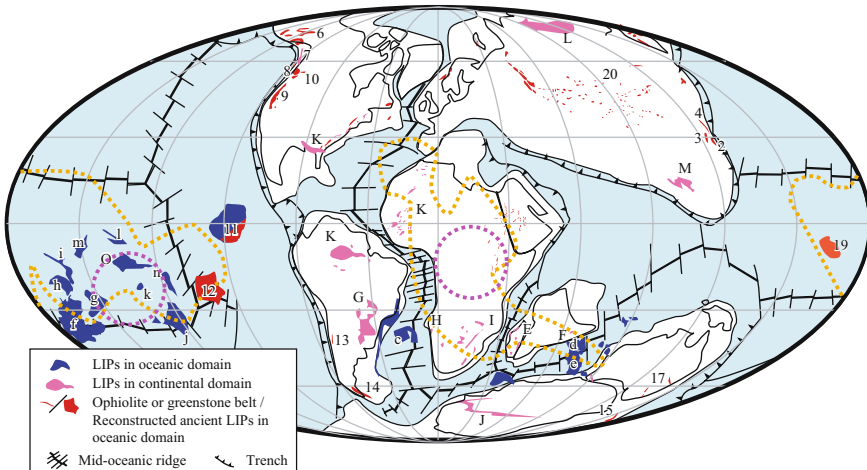 L
6
7
8
10
9
20
4
3
2
K
M
K
K
11
19
l
m
O
i
n
h
k
12
g
f
j
G
H
I
E
F
d
e
c
13
14
17
15
J
LIPs in oceanic domain
LIPs in continental domain
Ophiolite or greenstone belt /
Reconstructed ancient LIPs in
oceanic domain
Mid-oceanic ridge Trench